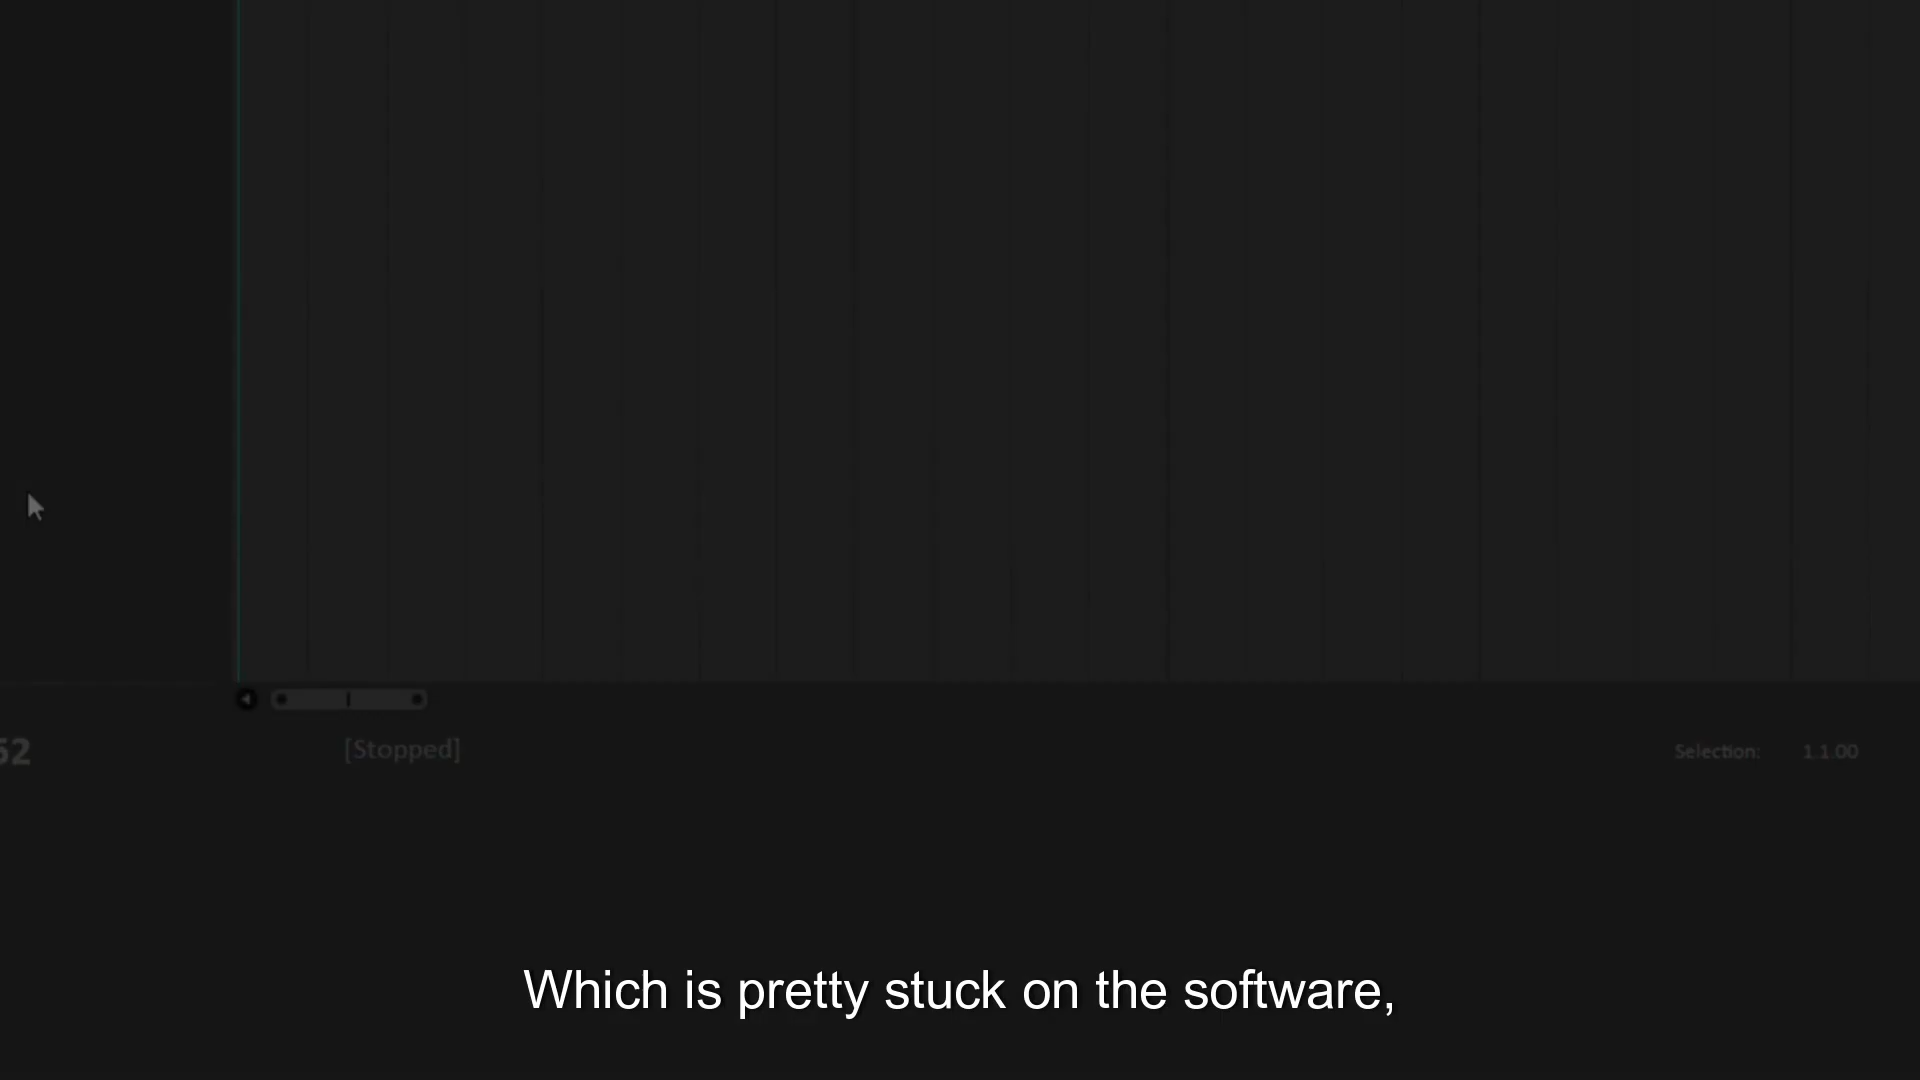 52
[Stopped]
Selection: 1.1.00
Which is pretty stuck on the software,